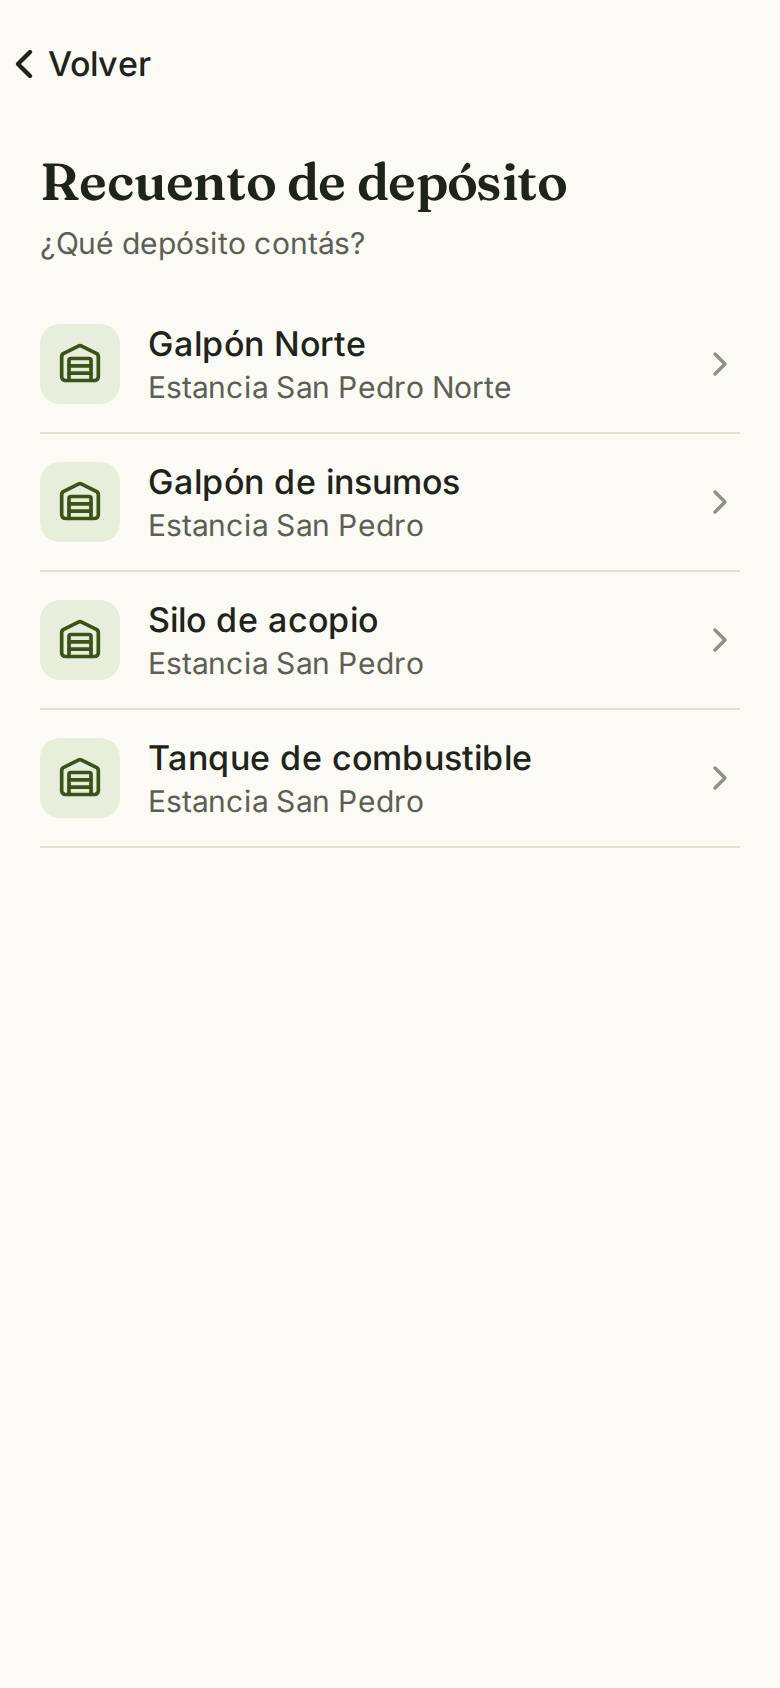 Volver
Recuento de depósito
¿Qué depósito contás?
Galpón Norte
Estancia San Pedro Norte
Galpón de insumos
Estancia San Pedro
Silo de acopio
Estancia San Pedro
Tanque de combustible
Estancia San Pedro